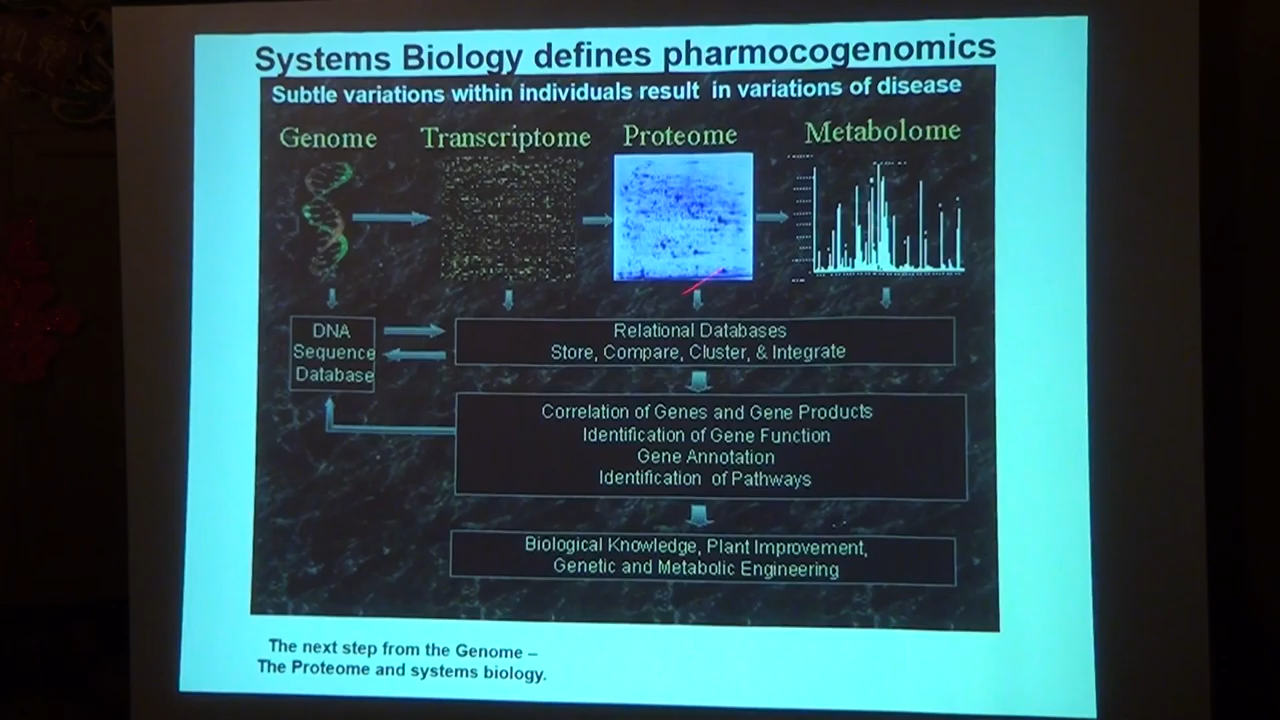 Systems Biology defines pharmocogenomics
Subtle variations within individuals result in variations of disease
Genome
Transcriptome
Proteome
Metabolome
DNA
Sequence
Database
Relational Databases
Store, Compare, Cluster, & Integrate
Correlation of Genes and Gene Products
Identification of Gene Function
Gene Annotation
Identification of Pathways
Biological Knowledge, Plant Improvement,
Genetic and Metabolic Engineering
The next step from the Genome –
The Proteome and systems biology.